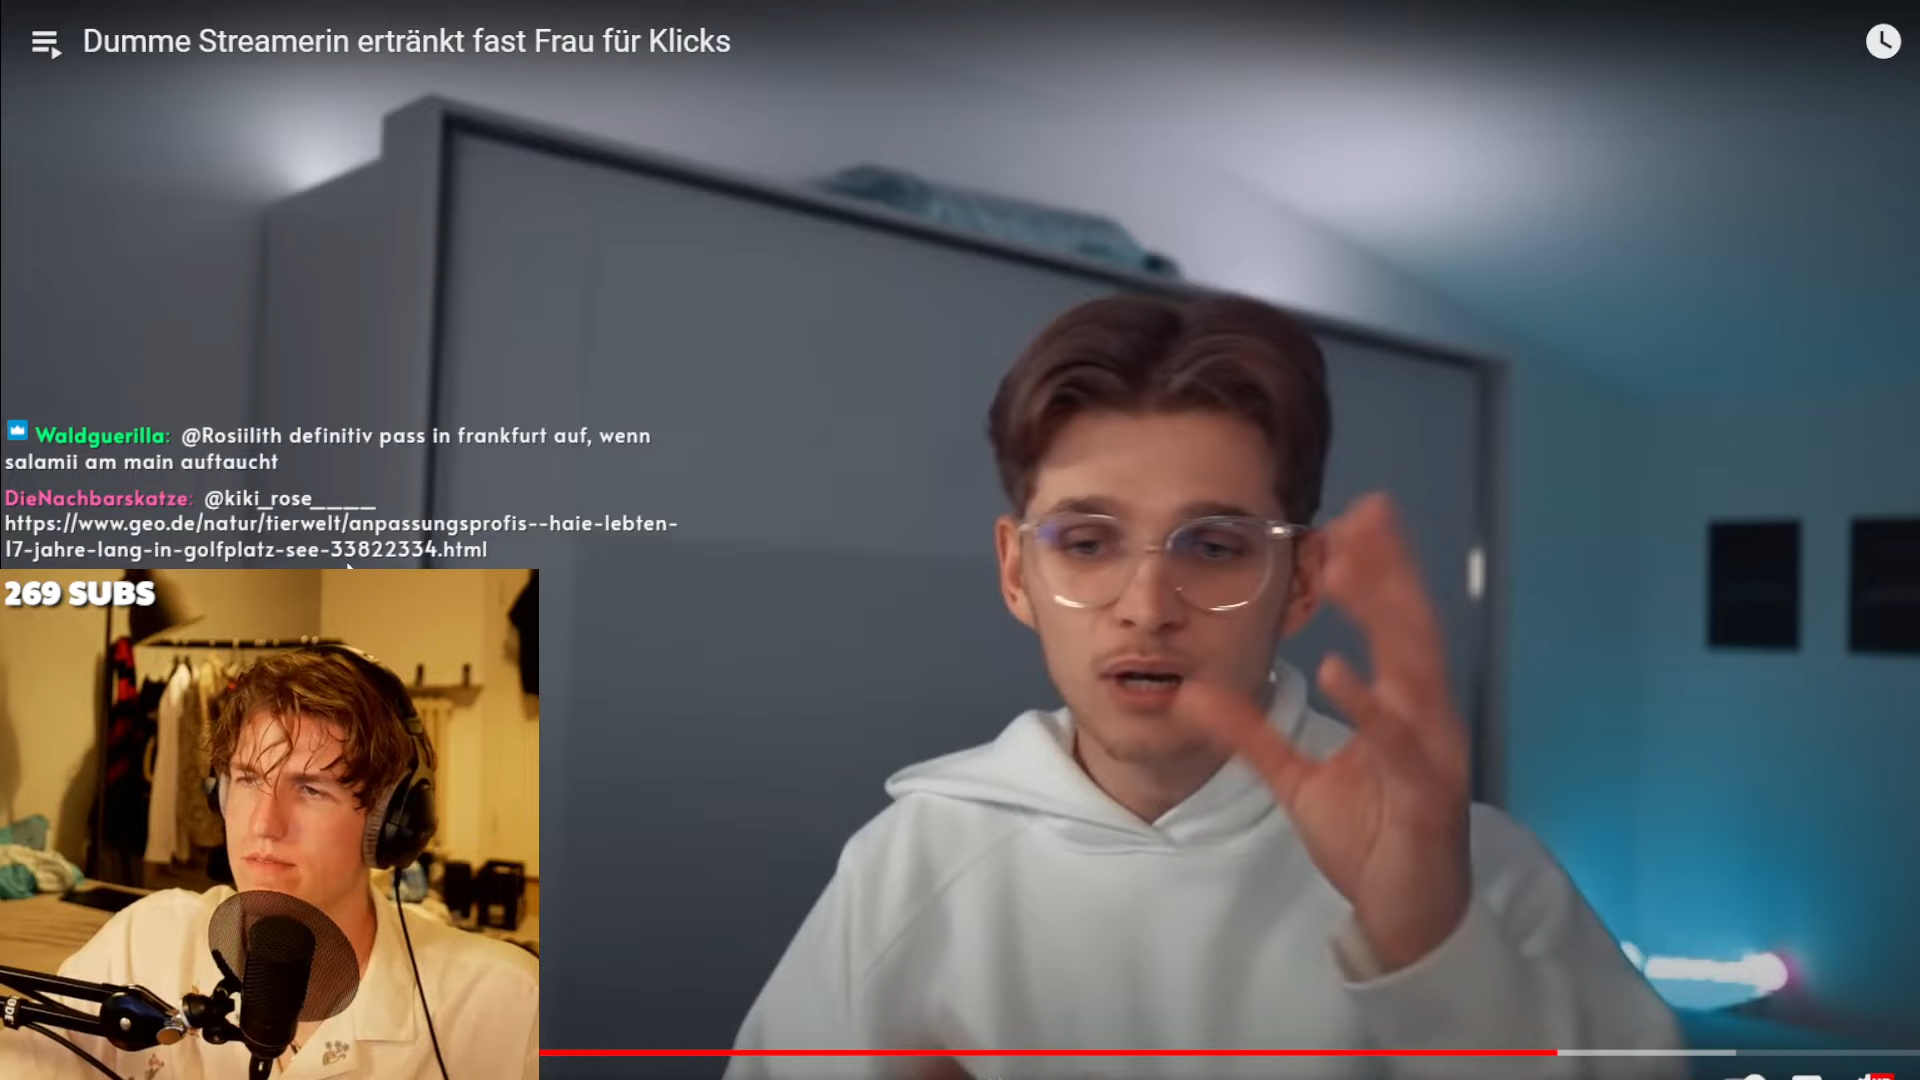 Dumme Streamerin ertränkt fast Frau für Klicks
Waldguerilla: @Rosiilith definitiv pass in frankfurt auf, wenn
salamii am main auftaucht
DieNachbarskatze: @kiki_rose____
https://www.geo.de/natur/tierwelt/anpassungsprofis--haie-lebten-
17-jahre-lang-in-golfplatz-see-33822334.html
269 SUBS